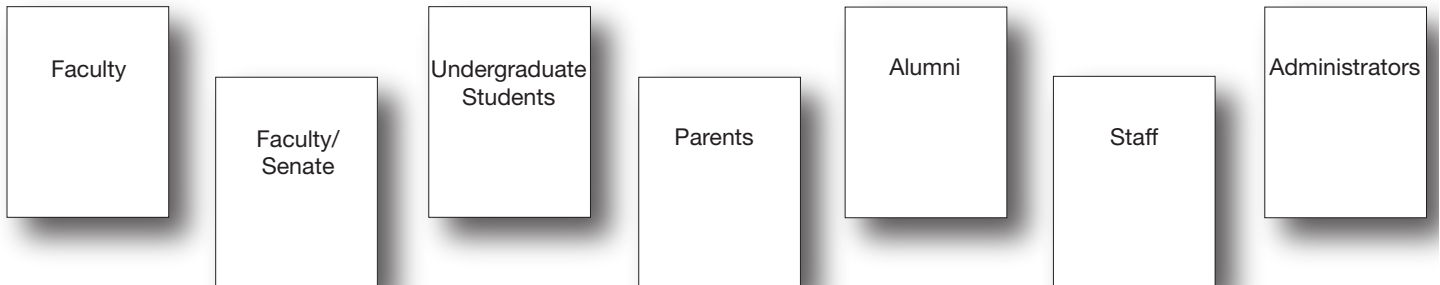 Faculty
Faculty/
Senate
Undergraduate
Students
Parents
Alumni
Staff
Administrators